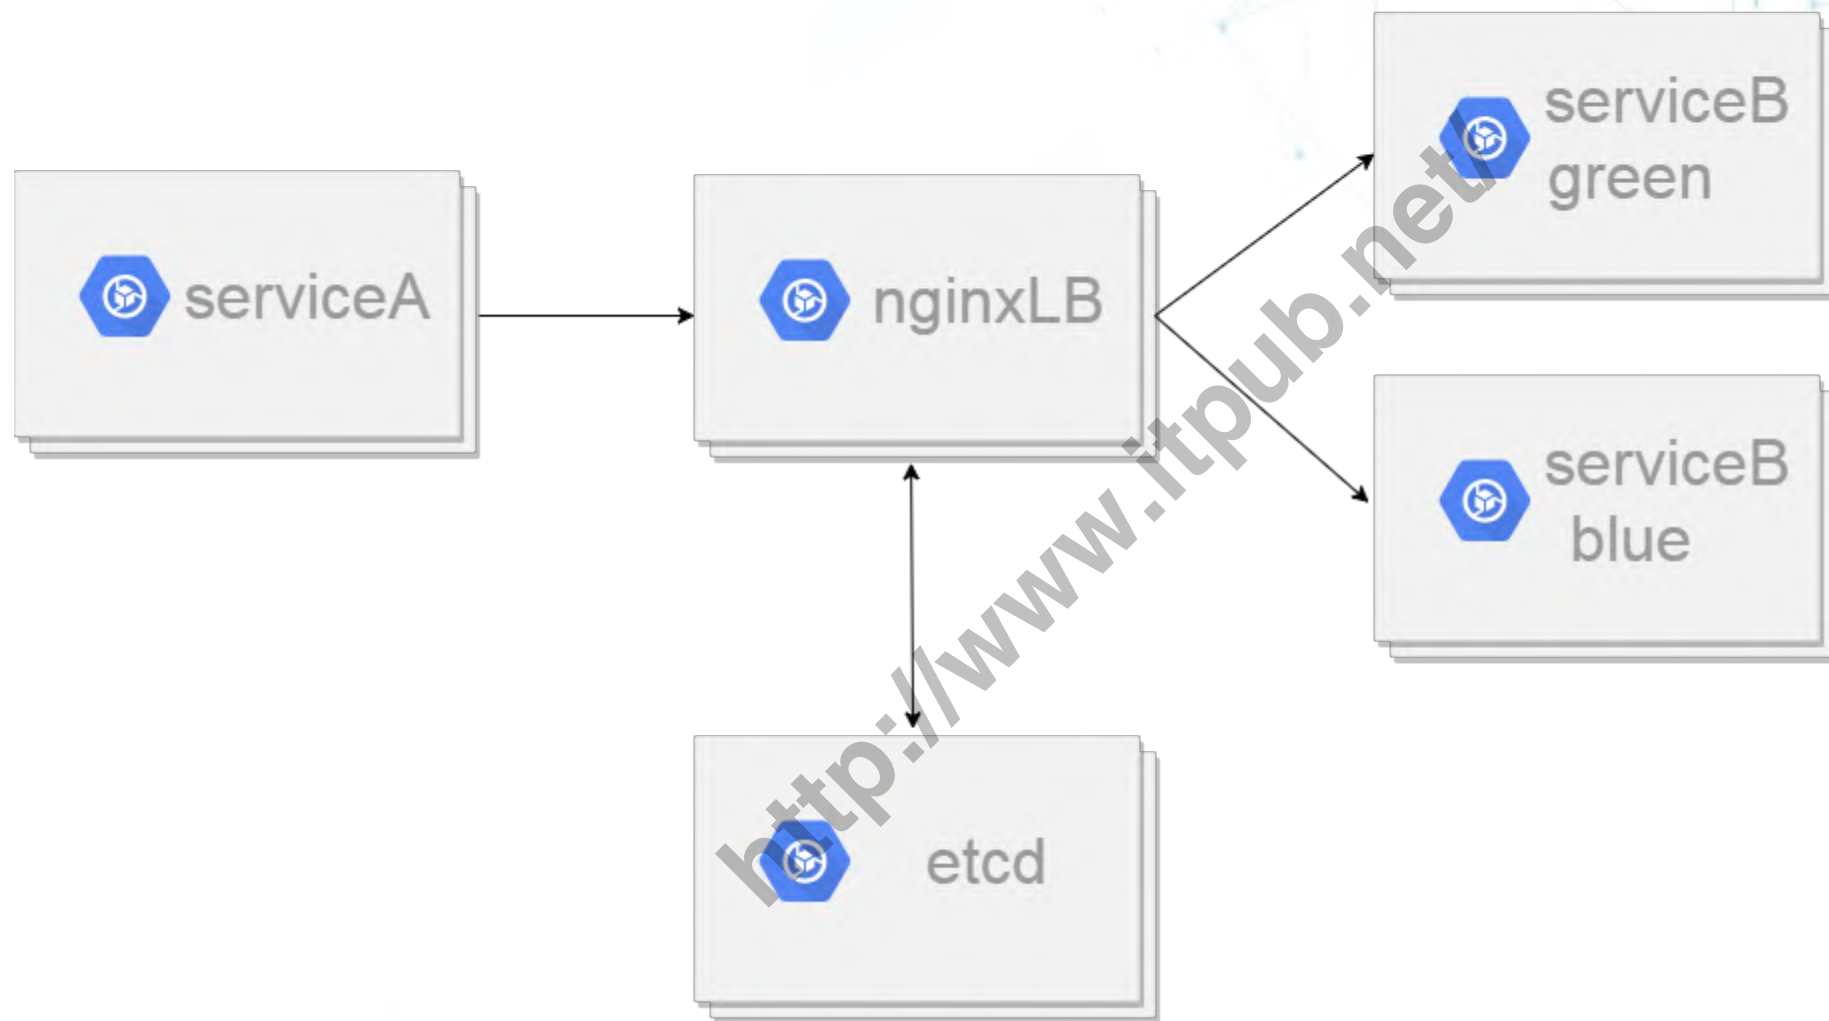 serviceA
nginxLB
serviceB
green
serviceB
blue
etcd
http://www.itpub.net/